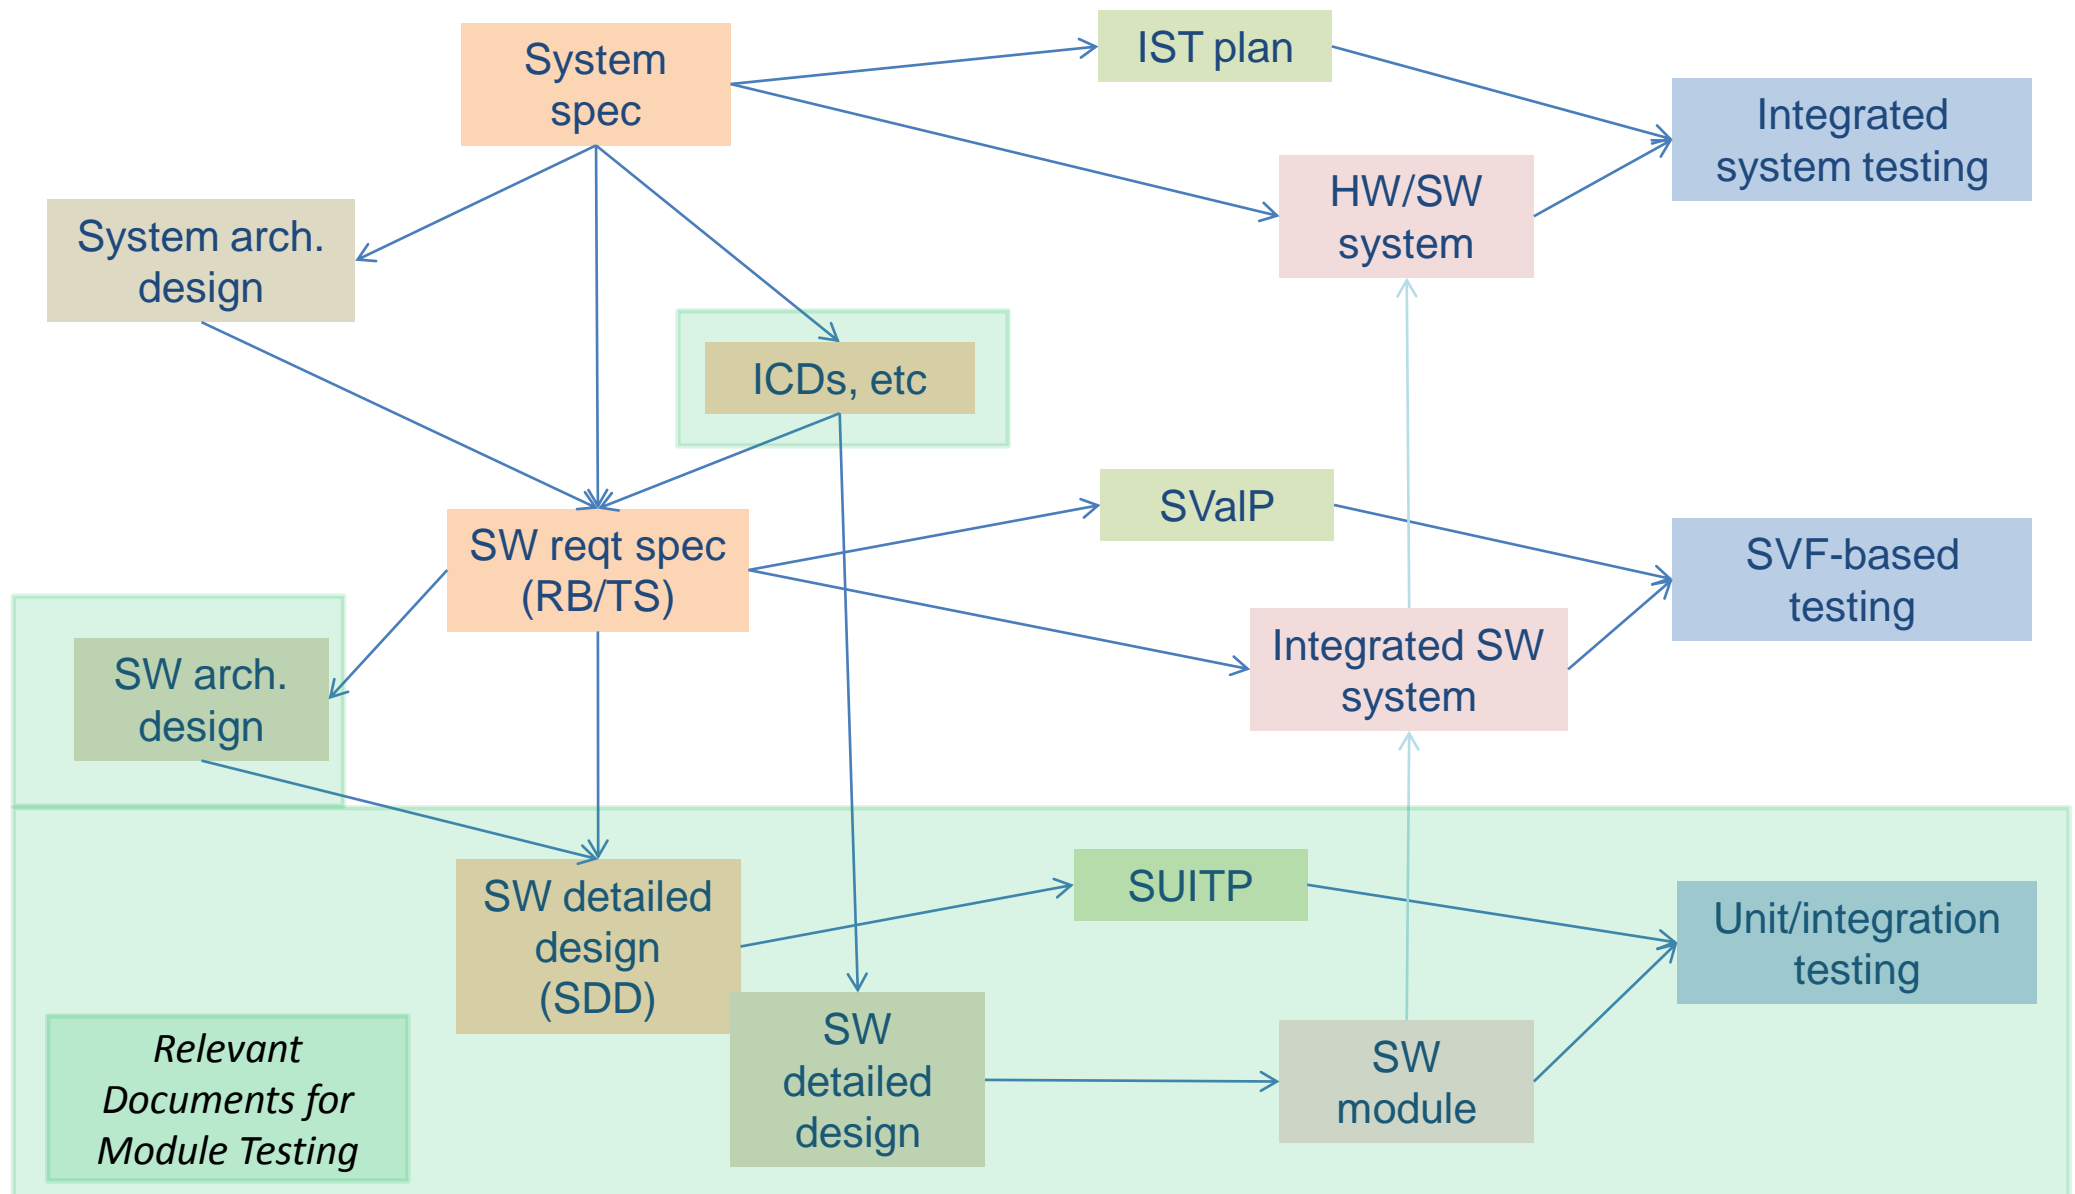 System
spec
IST plan
Integrated
system testing
HW/SW
system
System arch.
design
ICDs, etc
SW reqt spec
(RB/TS)
SValP
SVF-based
testing
Integrated SW
system
SW arch.
design
SW detailed
design
(SDD)
SUITP
Unit/integration
testing
SW
detailed
design
SW
module
Relevant
Documents for
Module Testing